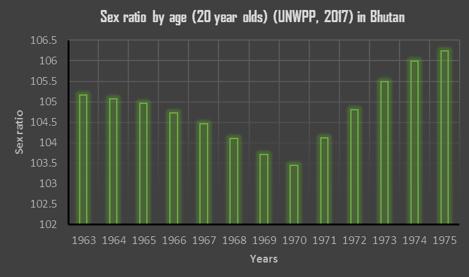 Sex ratio by age (20 year olds) (UNWPP, 2017) in Bhutan
106.5
106
105.5
105
104.5
104
103.5
103
102.5
102
Sex ratio
1963 1964 1965 1966 1967 1968 1969 1970 1971 1972 1973 1974 1975
Years